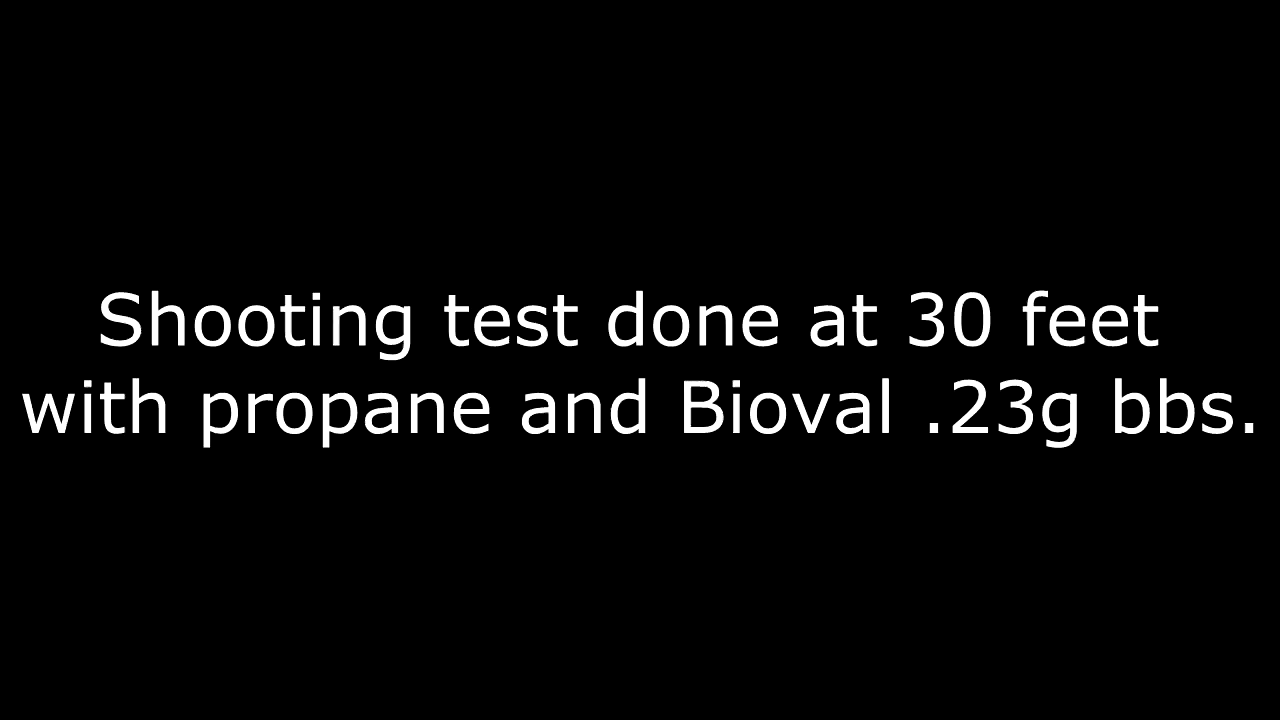 Shooting test done at 30 feet
with propane and Bioval .23g bbs.